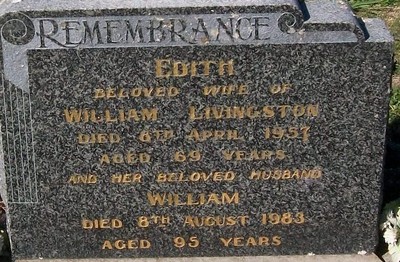 REMEMBRANCE
EDITH
BELOVED WIFE OF
WILLIAM LIVINGSTON
DIED 6TH APRIL 1957
AGED 69 YEARS
AND HER BELOVED HUSBAND
WILLIAM
DIED 8TH AUGUST 1983
AGED 95 YEARS